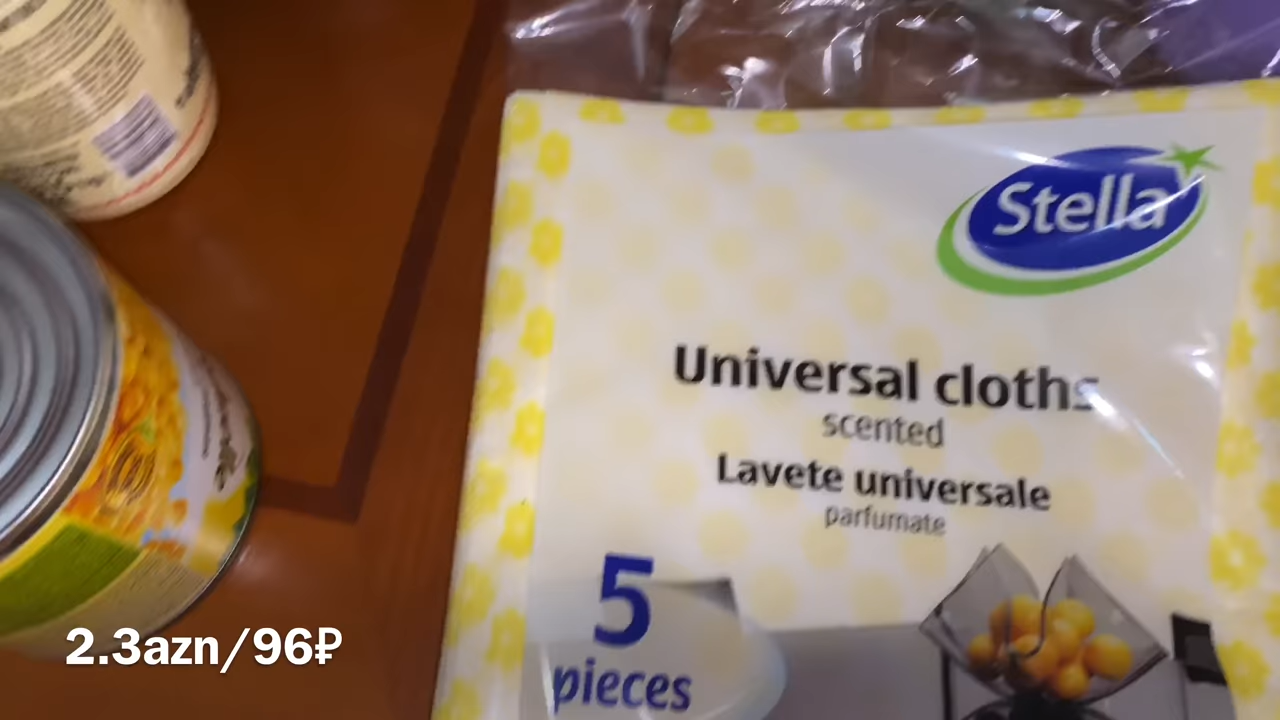 Stella
Universal cloths
scented
Lavete universale
parfumate
5
pieces
2.3azn/96₽